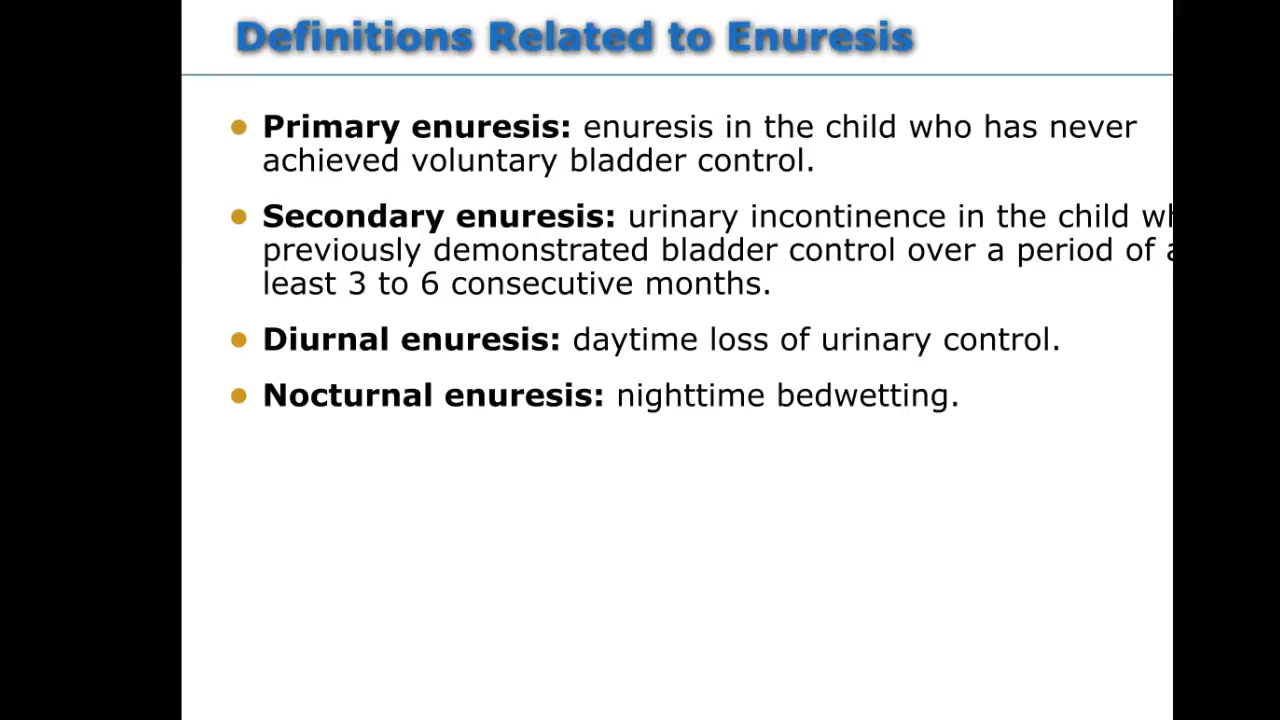 Definitions Related to Enuresis
Primary enuresis: enuresis in the child who has never
achieved voluntary bladder control.
Secondary enuresis: urinary incontinence in the child
previously demonstrated bladder control over a period of
least 3 to 6 consecutive months.
Diurnal enuresis: daytime loss of urinary control.
Nocturnal enuresis: nighttime bedwetting.